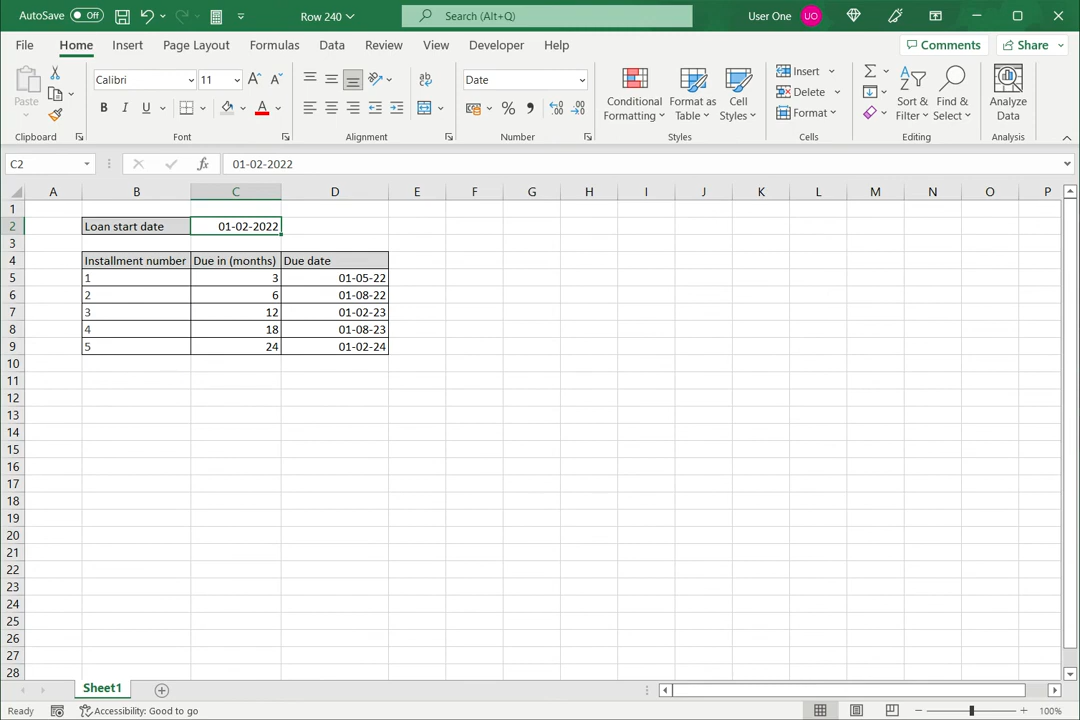 AutoSave Off Row 240 Search (Alt+Q) User One UO
File Home Insert Page Layout Formulas Data Review View Developer Help Comments Share
Paste Calibri 11 A A ab Date Conditional Formatting Format as Table Cell Styles Insert Delete Format Sort & Filter Find & Select Analyze Data
B I U A % 9
Clipboard Font Alignment Number Styles Cells Editing Analysis
C2 fx 01-02-2022
A B C D E F G H I J K L M N O P
1
2 Loan start date 01-02-2022
3
4 Installment number Due in (months) Due date
5 1 3 01-05-22
6 2 6 01-08-22
7 3 12 01-02-23
8 4 18 01-08-23
9 5 24 01-02-24
10
11
12
13
14
15
16
17
18
19
20
21
22
23
24
25
26
27
28
Sheet1
Ready Accessibility: Good to go 100%